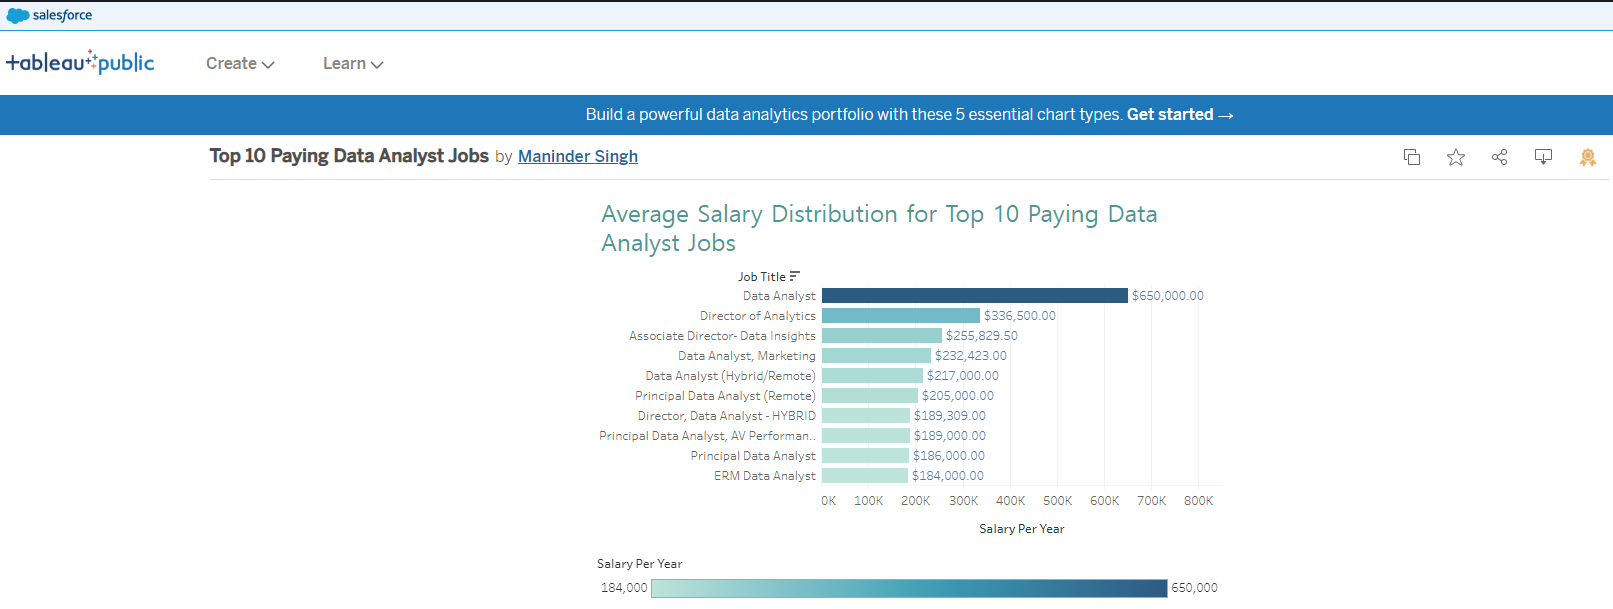 salesforce
+ableau+public
Create
Learn
Build a powerful data analytics portfolio with these 5 essential chart types. Get started →
Top 10 Paying Data Analyst Jobs by Maninder Singh
Average Salary Distribution for Top 10 Paying Data
Analyst Jobs
Job Title
Data Analyst $650,000.00
Director of Analytics $336,500.00
Associate Director- Data Insights $255,829.50
Data Analyst, Marketing $232,423.00
Data Analyst (Hybrid/Remote) $217,000.00
Principal Data Analyst (Remote) $205,000.00
Director, Data Analyst - HYBRID $189,309.00
Principal Data Analyst, AV Performan.. $189,000.00
Principal Data Analyst $186,000.00
ERM Data Analyst $184,000.00
0K 100K 200K 300K 400K 500K 600K 700K 800K
Salary Per Year
Salary Per Year
184,000 650,000